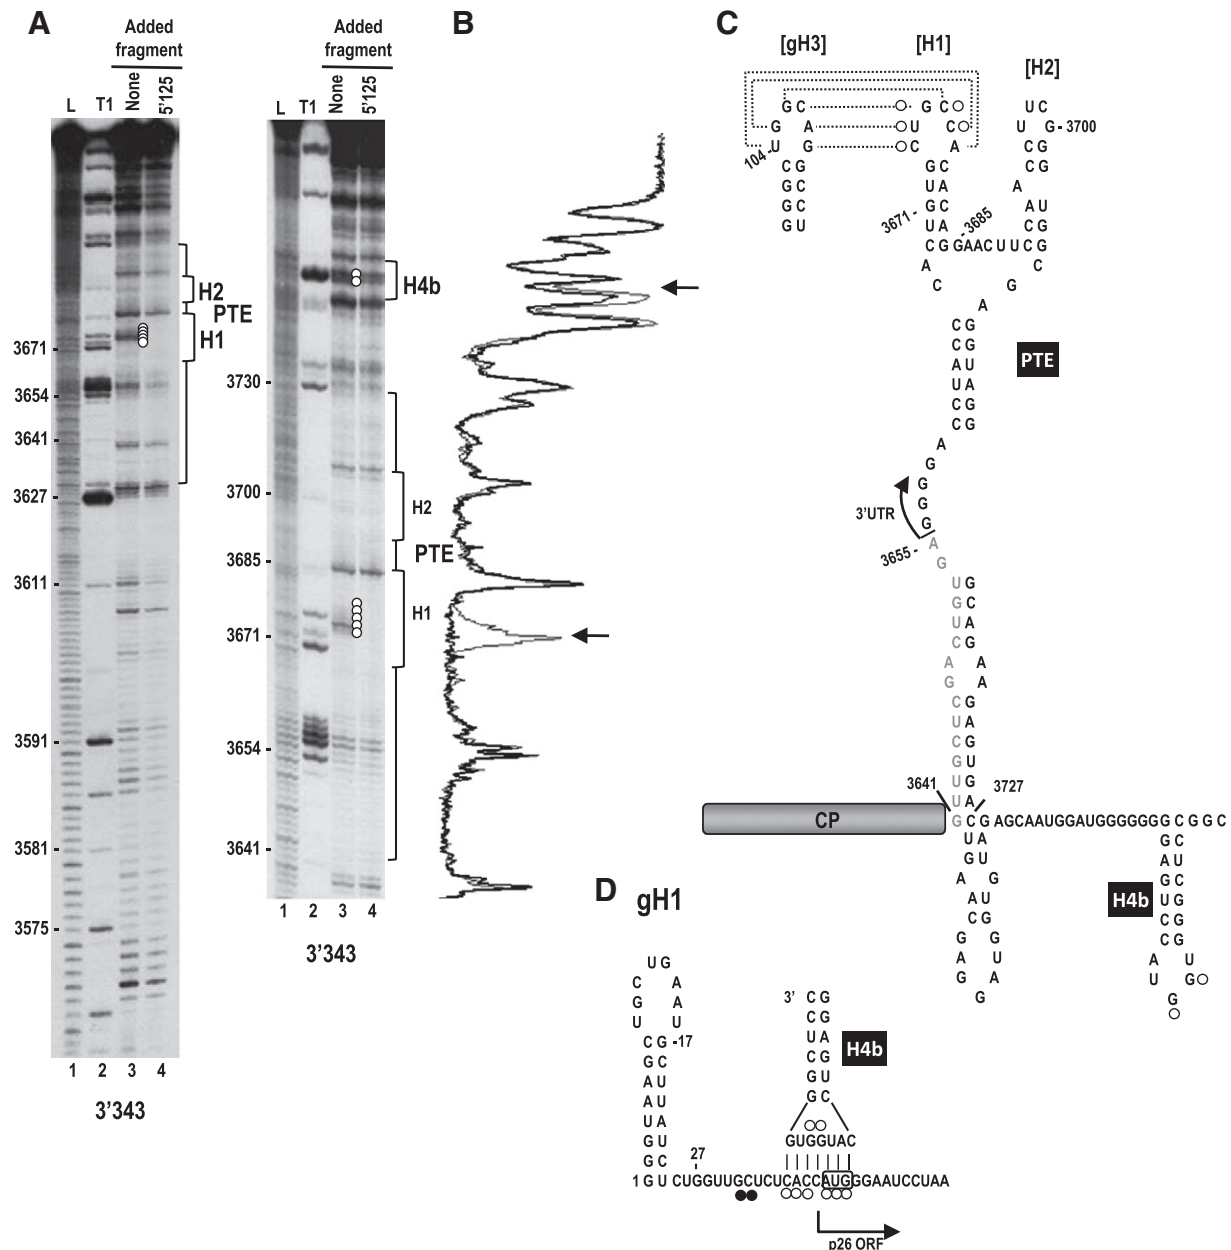 A
Added
fragment
L T1 None 5'125
H2
PTE
H1
3671
3654
3641
3627
3611
3591
3581
3575
1 2 3 4
3'343
Added
fragment
L T1 None 5'125
H4b
3730
3700
H2
PTE
3685
H1
3671
3654
3641
1 2 3 4
3'343
B
C
[gH3] [H1] [H2]
G C G C U C
G A U C U G - 3700
104 - U G C A C G
C C G C C G
G G U A A
G C G C A U
G U 3671 - U A A G
3685
C G G A A C U U C G
A C
C G
A
C G
C G
A U
U A
A G
C G
C G
PTE
A
G
G
G
G
3'UTR
3655 - A
G
U G
G C
U A
C G
A A
G A
C G
U A
C G
G U
3641 U G 3727
U A
CP
G C G A G C A A U G G A U G G G G G G G C G G C
U A
G U
A G
A U
C G
G G
A U
G A
G
G C
A U
G C
U G
C G
C G
A U
U G
G
H4b
D
gH1
U G
C A
G A
U U
C G - 17
G C
A U
A U
U A
G U
G C
1 G U C U G G U U G C U C U C A C C A U G G G A A U C C U A A
27
3' C G
C G
U A
C G
G U
G C
H4b
GUGGUAC
p26 ORF